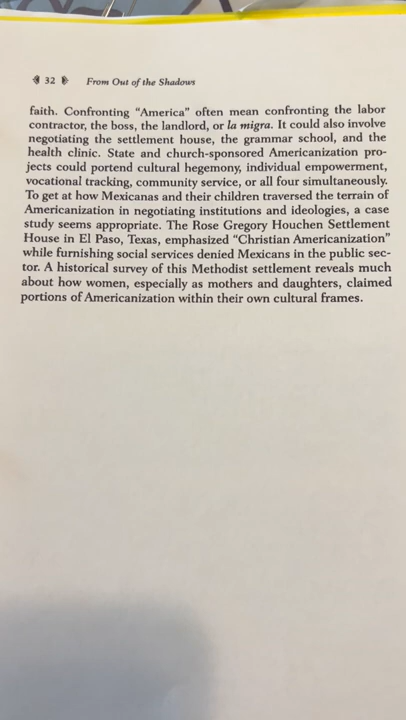 32 From Out of the Shadows
faith. Confronting “America” often mean confronting the labor
contractor, the boss, the landlord, or la migra. It could also involve
negotiating the settlement house, the grammar school, and the
health clinic. State and church-sponsored Americanization pro-
jects could portend cultural hegemony, individual empowerment,
vocational tracking, community service, or all four simultaneously.
To get at how Mexicanas and their children traversed the terrain of
Americanization in negotiating institutions and ideologies, a case
study seems appropriate. The Rose Gregory Houchen Settlement
House in El Paso, Texas, emphasized “Christian Americanization”
while furnishing social services denied Mexicans in the public sec-
tor. A historical survey of this Methodist settlement reveals much
about how women, especially as mothers and daughters, claimed
portions of Americanization within their own cultural frames.